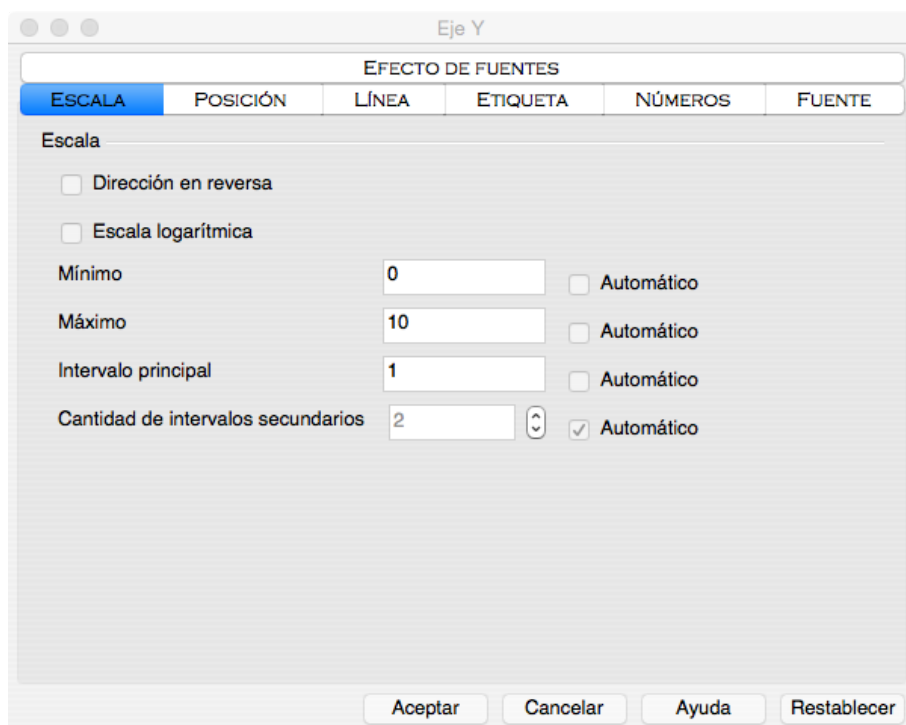 Eje Y
EFECTO DE FUENTES
ESCALA POSICIÓN LÍNEA ETIQUETA NÚMEROS FUENTE
Escala
Dirección en reversa
Escala logarítmica
Mínimo 0 Automático
Máximo 10 Automático
Intervalo principal 1 Automático
Cantidad de intervalos secundarios 2 Automático
Aceptar Cancelar Ayuda Restablecer